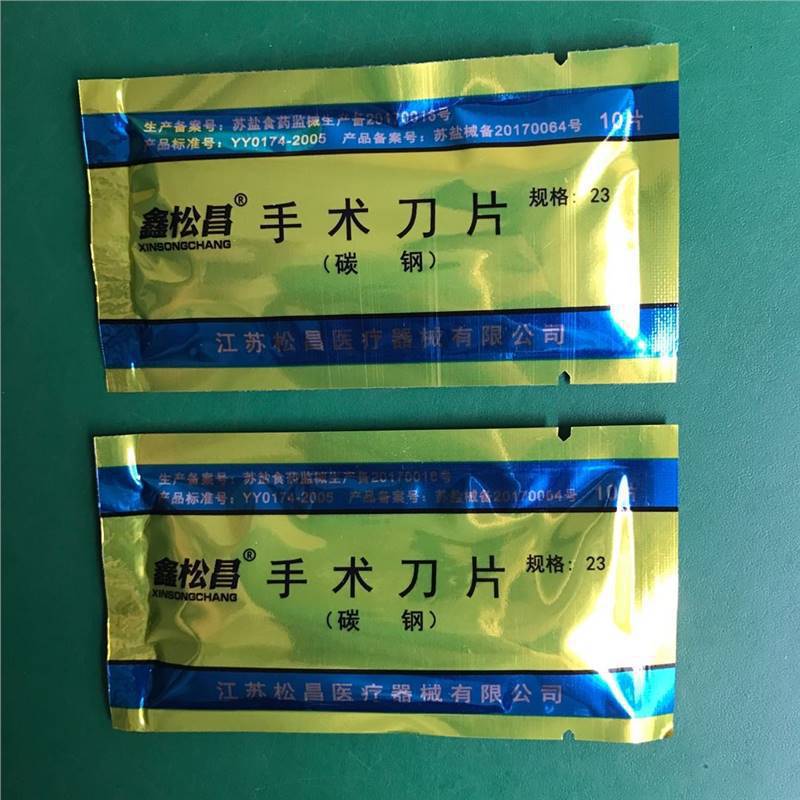 生产备案号：苏盐食药监械生产备20170016号
产品标准号：YY0174-2005 产品备案号：苏盐械备20170064号 10片
鑫松昌® 手术刀片 规格：23
XINSONGCHANG
（碳 钢）
江苏松昌医疗器械有限公司
生产备案号：苏盐食药监械生产备20170016号
产品标准号：YY0174-2005 产品备案号：苏盐械备20170064号 10片
鑫松昌® 手术刀片 规格：23
XINSONGCHANG
（碳 钢）
江苏松昌医疗器械有限公司